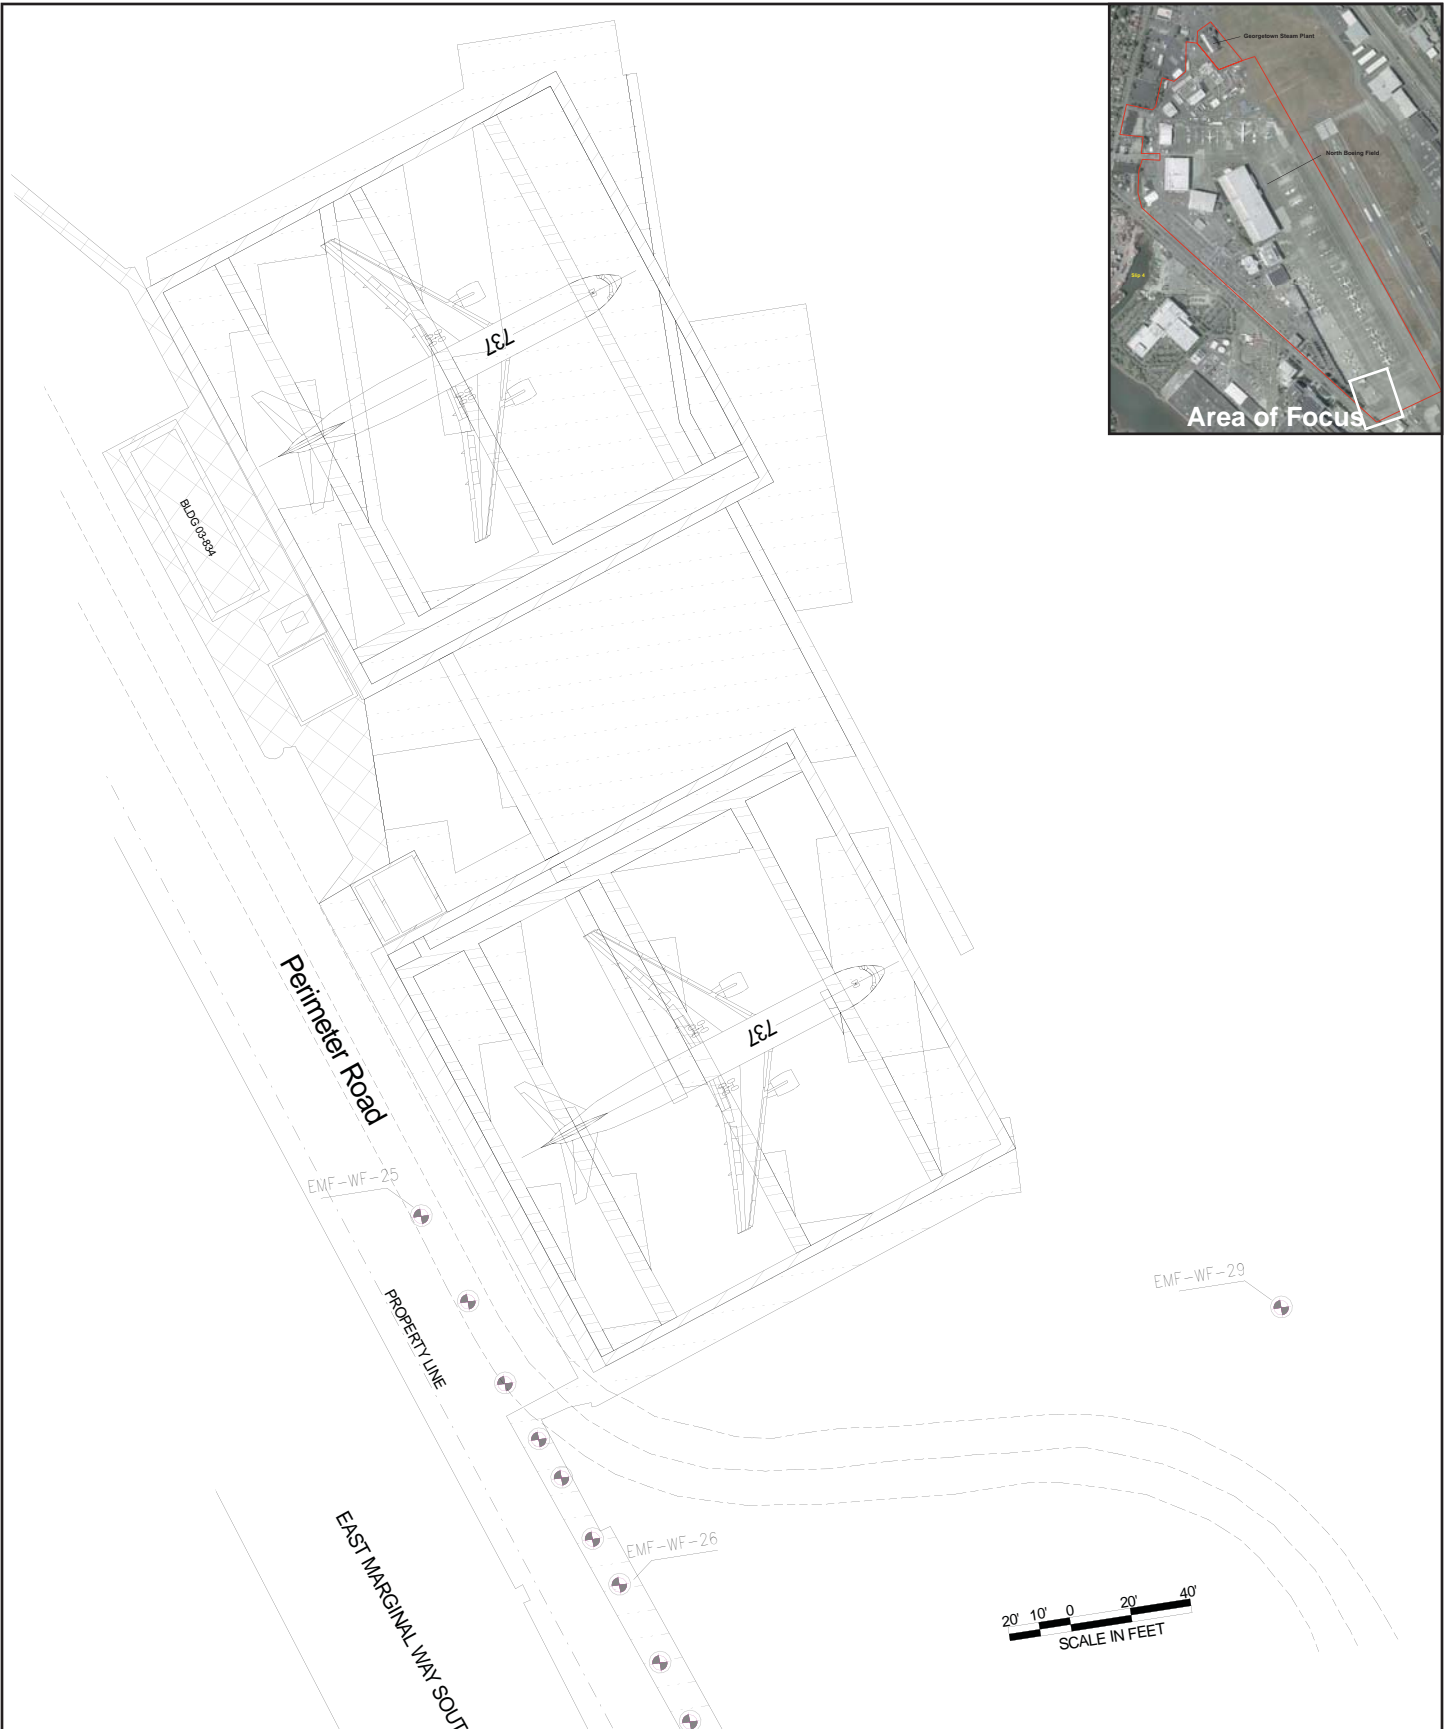 Georgetown Steam Plant
North Boeing Field
Slip 4
Area of Focus
737
BLDG 03-834
Perimeter Road
737
EMF-WF-25
EMF-WF-29
PROPERTY LINE
EMF-WF-26
EAST MARGINAL WAY SOUT
20' 10' 0 20' 40'
SCALE IN FEET